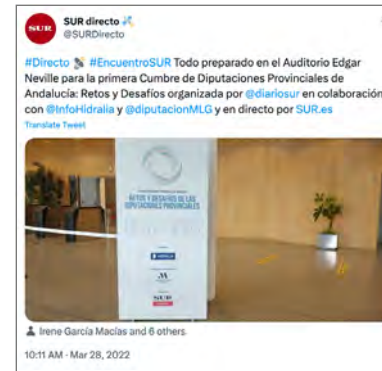 SUR
SUR directo
@SURDirecto
#Directo #EncuentroSUR Todo preparado en el Auditorio Edgar
Neville para la primera Cumbre de Diputaciones Provinciales de
Andalucía: Retos y Desafíos organizada por @diariosur en colaboración
con @InfoHidralia y @diputacionMLG y en directo por SUR.es
Translate Tweet
RETOS Y DESAFÍOS DE LAS
DIPUTACIONES PROVINCIALES
SUR
Irene García Macías and 6 others
10:11 AM · Mar 28, 2022